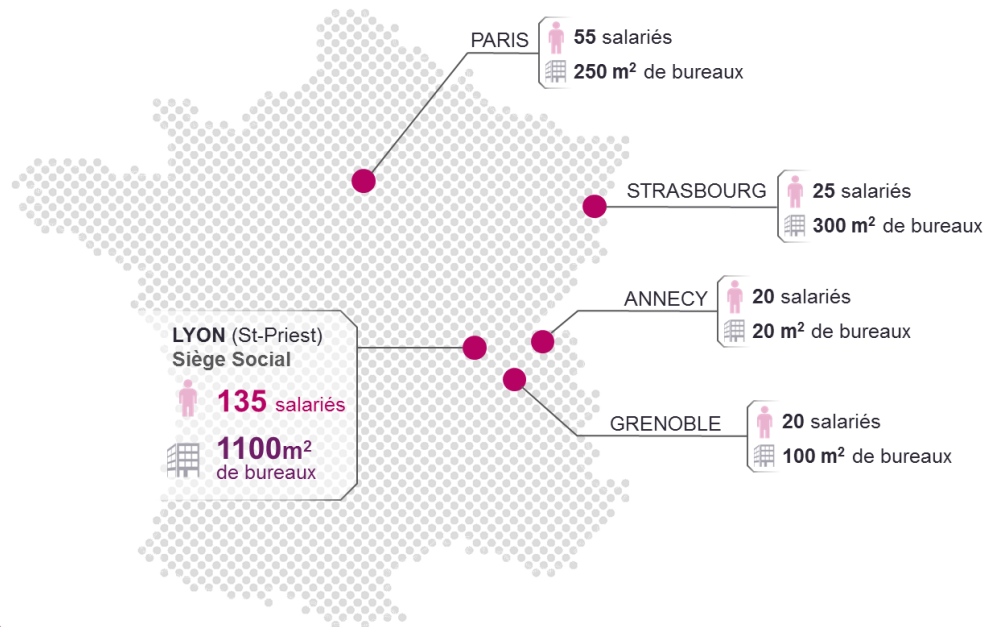 PARIS
55 salariés
250 m² de bureaux
STRASBOURG
25 salariés
300 m² de bureaux
ANNECY
20 salariés
20 m² de bureaux
LYON (St-Priest)
Siège Social
135 salariés
1100m²
de bureaux
GRENOBLE
20 salariés
100 m² de bureaux